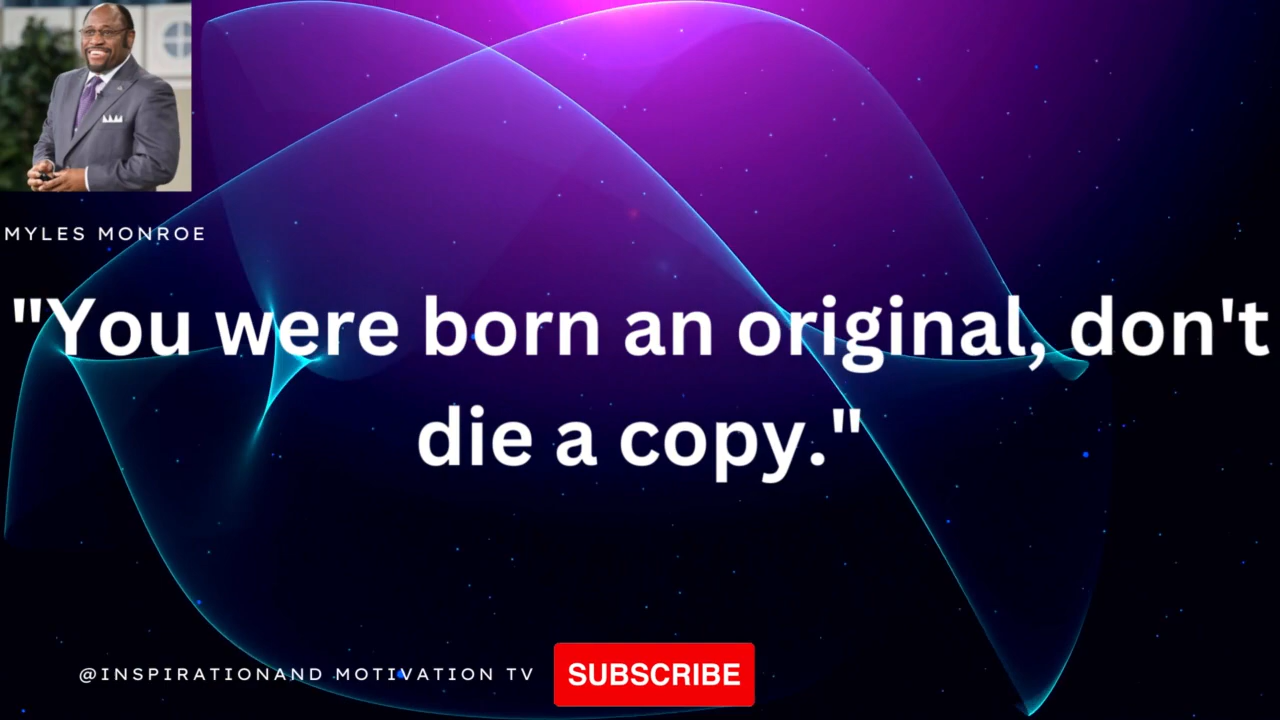 MYLES MONROE
"You were born an original, don't
die a copy."
@INSPIRATIONAND MOTIVATION TV
SUBSCRIBE